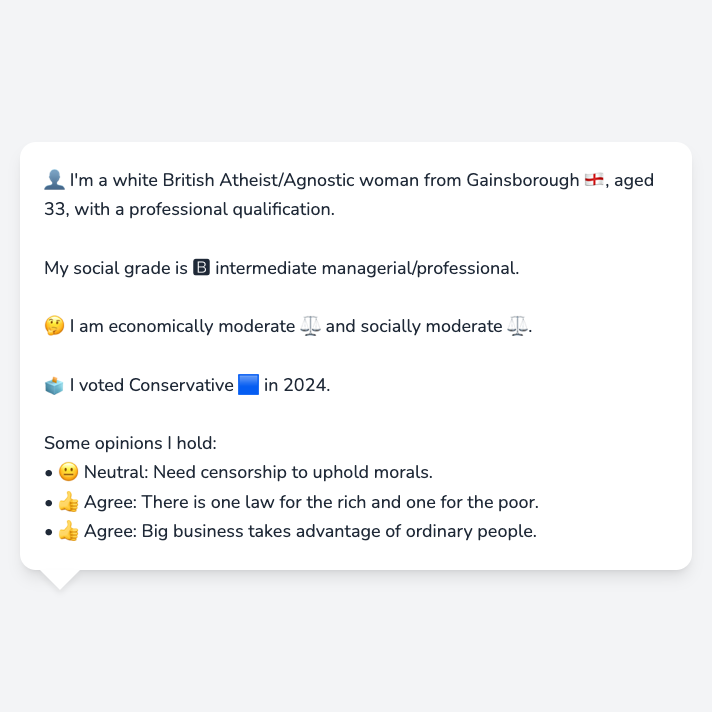 👤 I'm a white British Atheist/Agnostic woman from Gainsborough 🏴󠁧󠁢󠁥󠁮󠁧󠁿, aged
33, with a professional qualification.
My social grade is 🅱 intermediate managerial/professional.
🤔 I am economically moderate ⚖️ and socially moderate ⚖️.
🗳️ I voted Conservative 🟦 in 2024.
Some opinions I hold:
• 😐 Neutral: Need censorship to uphold morals.
• 👍 Agree: There is one law for the rich and one for the poor.
• 👍 Agree: Big business takes advantage of ordinary people.